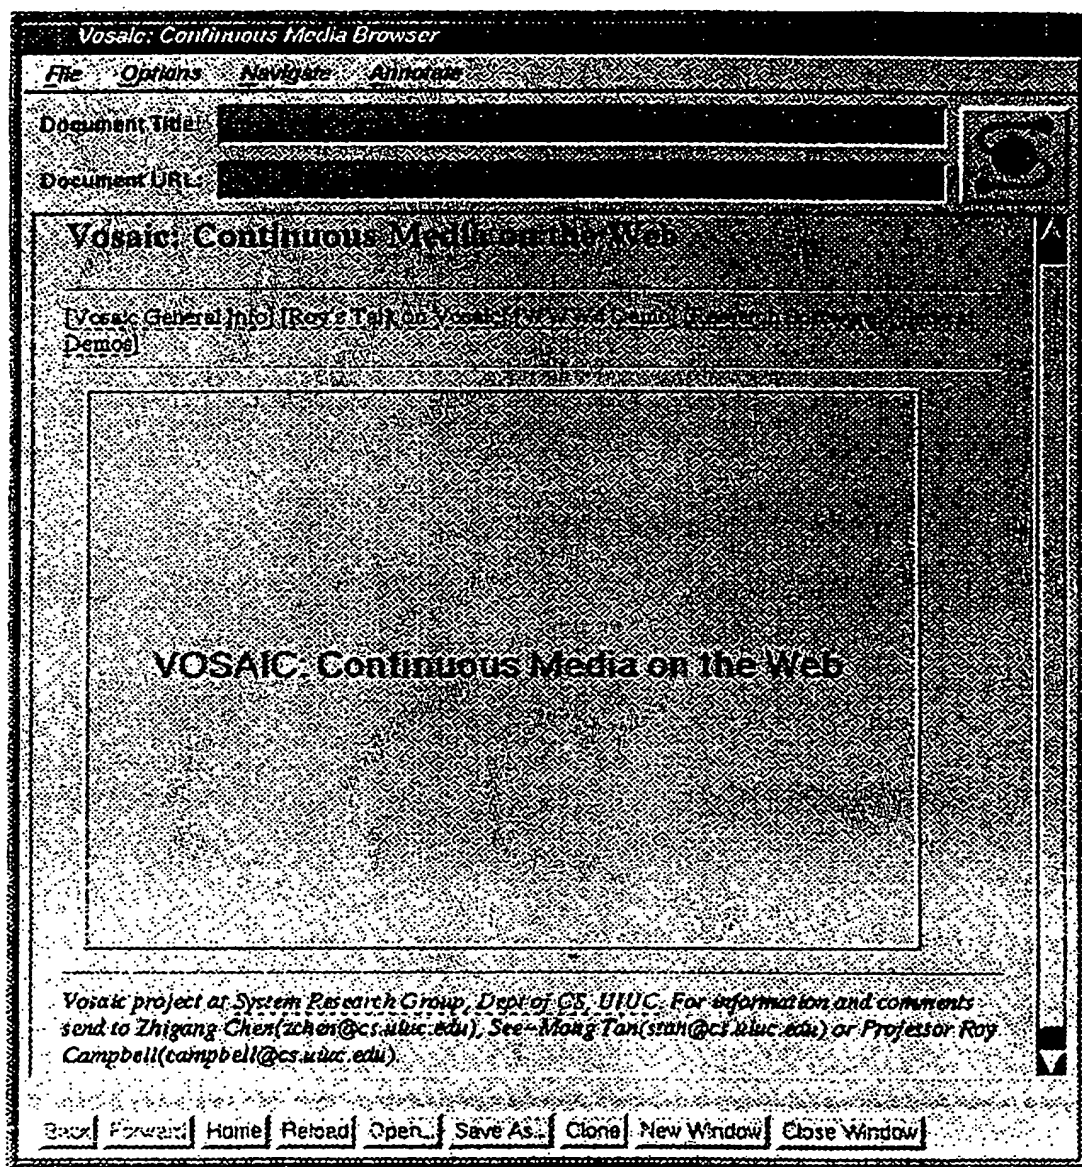 Vosaic: Continuous Media Browser
File Options Navigate Annotate
Document Title:
Document URL:
Vosaic: Continuous Media on the Web
[Vosaic General Info] [Roy's Talk on Vosaic] [WWW4 Demo] [Research
Demos]
VOSAIC: Continuous Media on the Web
Vosaic project at System Research Group, Dept of CS, UIUC. For information and comments
send to Zhigang Chen(zchen@cs.uiuc.edu), See-Mong Tan(stan@cs.uiuc.edu) or Professor Roy
Campbell(campbell@cs.uiuc.edu).
Back Forward Home Reload Open... Save As... Clone New Window Close Window